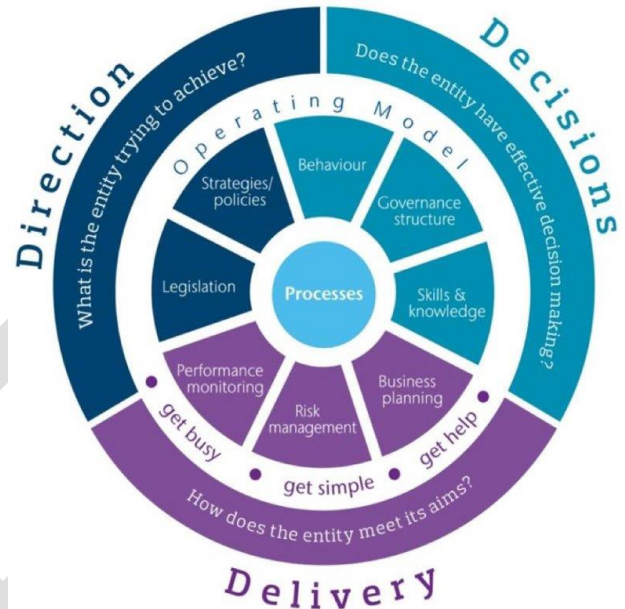 Direction
Decisions
Delivery
What is the entity trying to achieve?
Does the entity have effective decision making?
How does the entity meet its aims?
Operating Model
Behaviour
Governance
structure
Skills &
knowledge
Business
planning
Risk
management
Performance
monitoring
Legislation
Strategies/
policies
Processes
get busy
get simple
get help